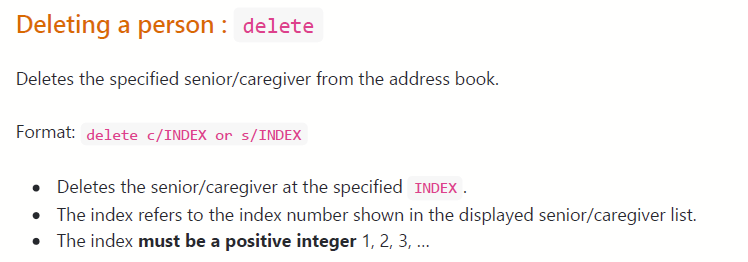 Deleting a person : delete
Deletes the specified senior/caregiver from the address book.
Format: delete c/INDEX or s/INDEX
• Deletes the senior/caregiver at the specified INDEX.
• The index refers to the index number shown in the displayed senior/caregiver list.
• The index must be a positive integer 1, 2, 3, …